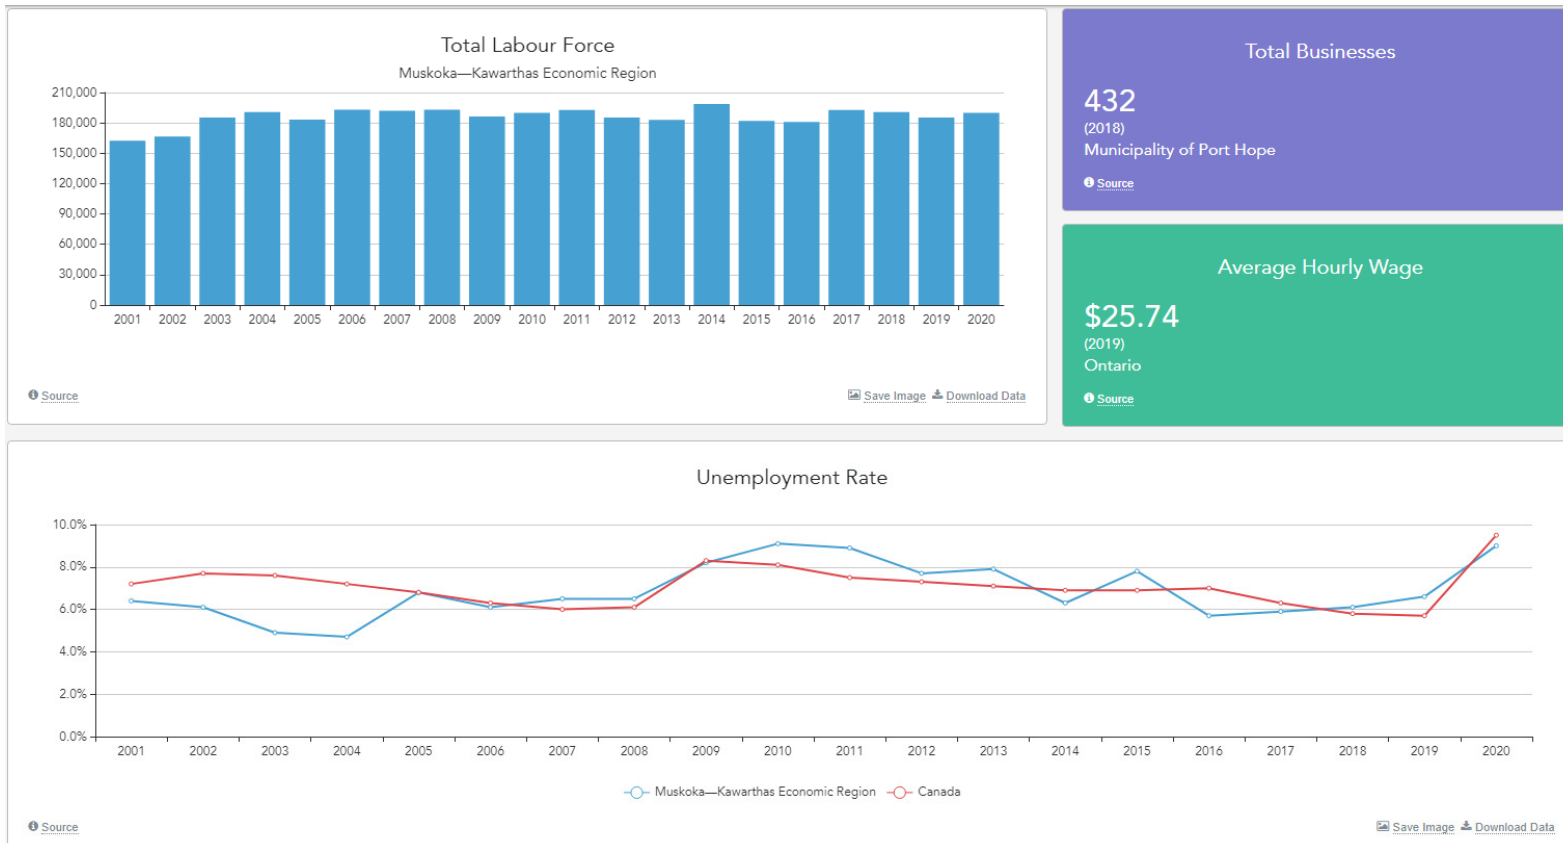 Total Labour Force
Muskoka—Kawarthas Economic Region
210,000
180,000
150,000
120,000
90,000
60,000
30,000
0
2001 2002 2003 2004 2005 2006 2007 2008 2009 2010 2011 2012 2013 2014 2015 2016 2017 2018 2019 2020
Source
Save Image Download Data
Total Businesses
432
(2018)
Municipality of Port Hope
Source
Average Hourly Wage
$25.74
(2019)
Ontario
Source
Unemployment Rate
10.0%
8.0%
6.0%
4.0%
2.0%
0.0%
2001 2002 2003 2004 2005 2006 2007 2008 2009 2010 2011 2012 2013 2014 2015 2016 2017 2018 2019 2020
Muskoka—Kawarthas Economic Region Canada
Source
Save Image Download Data